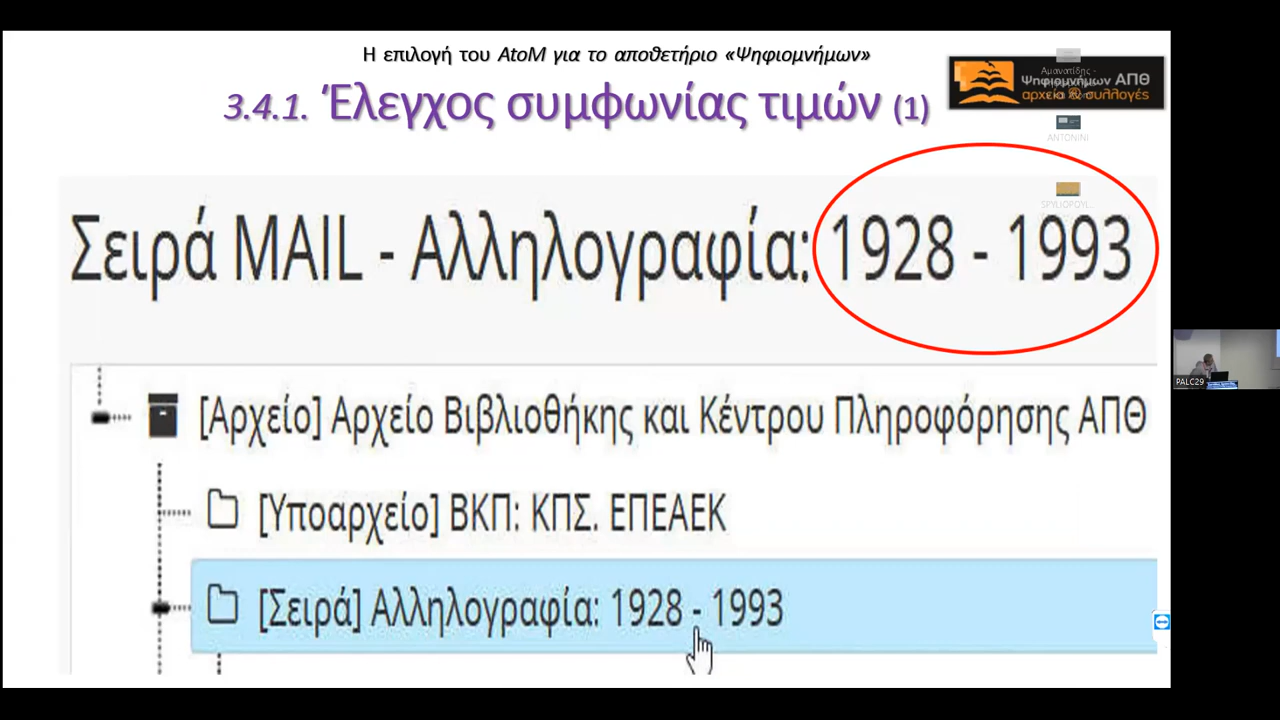 Η επιλογή του AtoM για το αποθετήριο «Ψηφιομνήμων»
3.4.1. Έλεγχος συμφωνίας τιμών (1)
Ψηφιομνήμων ΑΠΘ
αρχεία & συλλογές
Αμανατίδης -
ANTONINI
SPYLIOPOYL...
Σειρά MAIL - Αλληλογραφία: 1928 - 1993
[Αρχείο] Αρχείο Βιβλιοθήκης και Κέντρου Πληροφόρησης ΑΠΘ
[Υποαρχείο] ΒΚΠ: ΚΠΣ. ΕΠΕΑΕΚ
[Σειρά] Αλληλογραφία: 1928 - 1993
PALC29